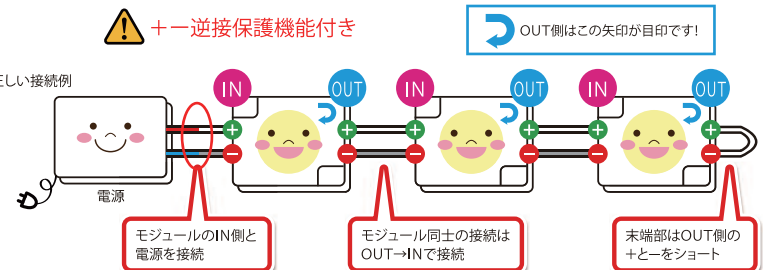 +ー逆接保護機能付き
OUT側はこの矢印が目印です!
正しい接続例
IN
OUT
IN
OUT
IN
OUT
+
+
+
+
+
+
−
−
−
−
−
−
電源
モジュールのIN側と
電源を接続
モジュール同士の接続は
OUT→INで接続
末端部はOUT側の
+とーをショート